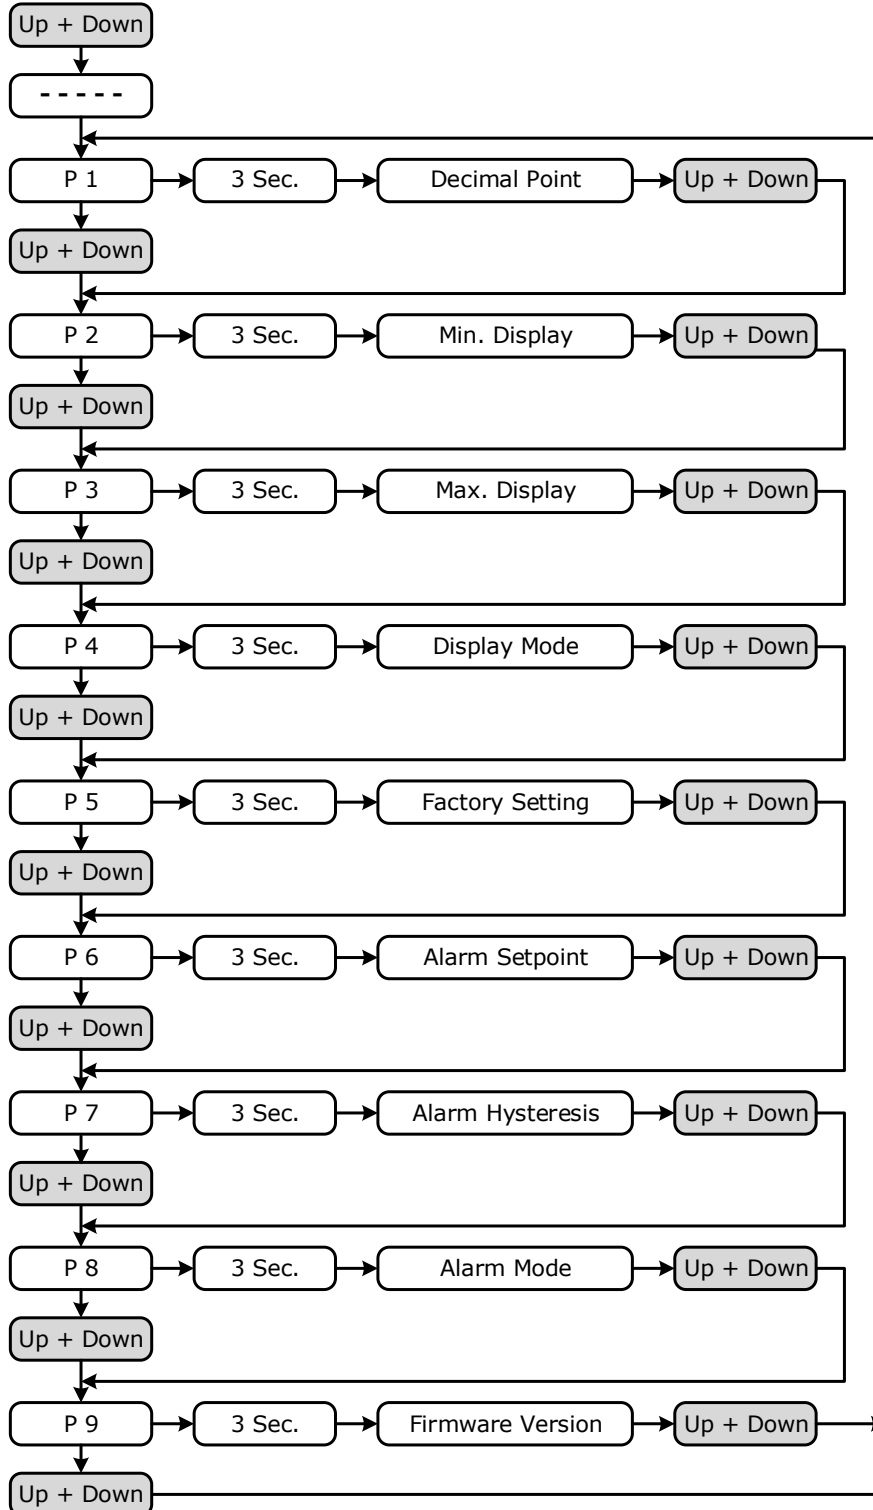 Up + Down
- - - - -
P 1 3 Sec. Decimal Point Up + Down
Up + Down
P 2 3 Sec. Min. Display Up + Down
Up + Down
P 3 3 Sec. Max. Display Up + Down
Up + Down
P 4 3 Sec. Display Mode Up + Down
Up + Down
P 5 3 Sec. Factory Setting Up + Down
Up + Down
P 6 3 Sec. Alarm Setpoint Up + Down
Up + Down
P 7 3 Sec. Alarm Hysteresis Up + Down
Up + Down
P 8 3 Sec. Alarm Mode Up + Down
Up + Down
P 9 3 Sec. Firmware Version Up + Down
Up + Down